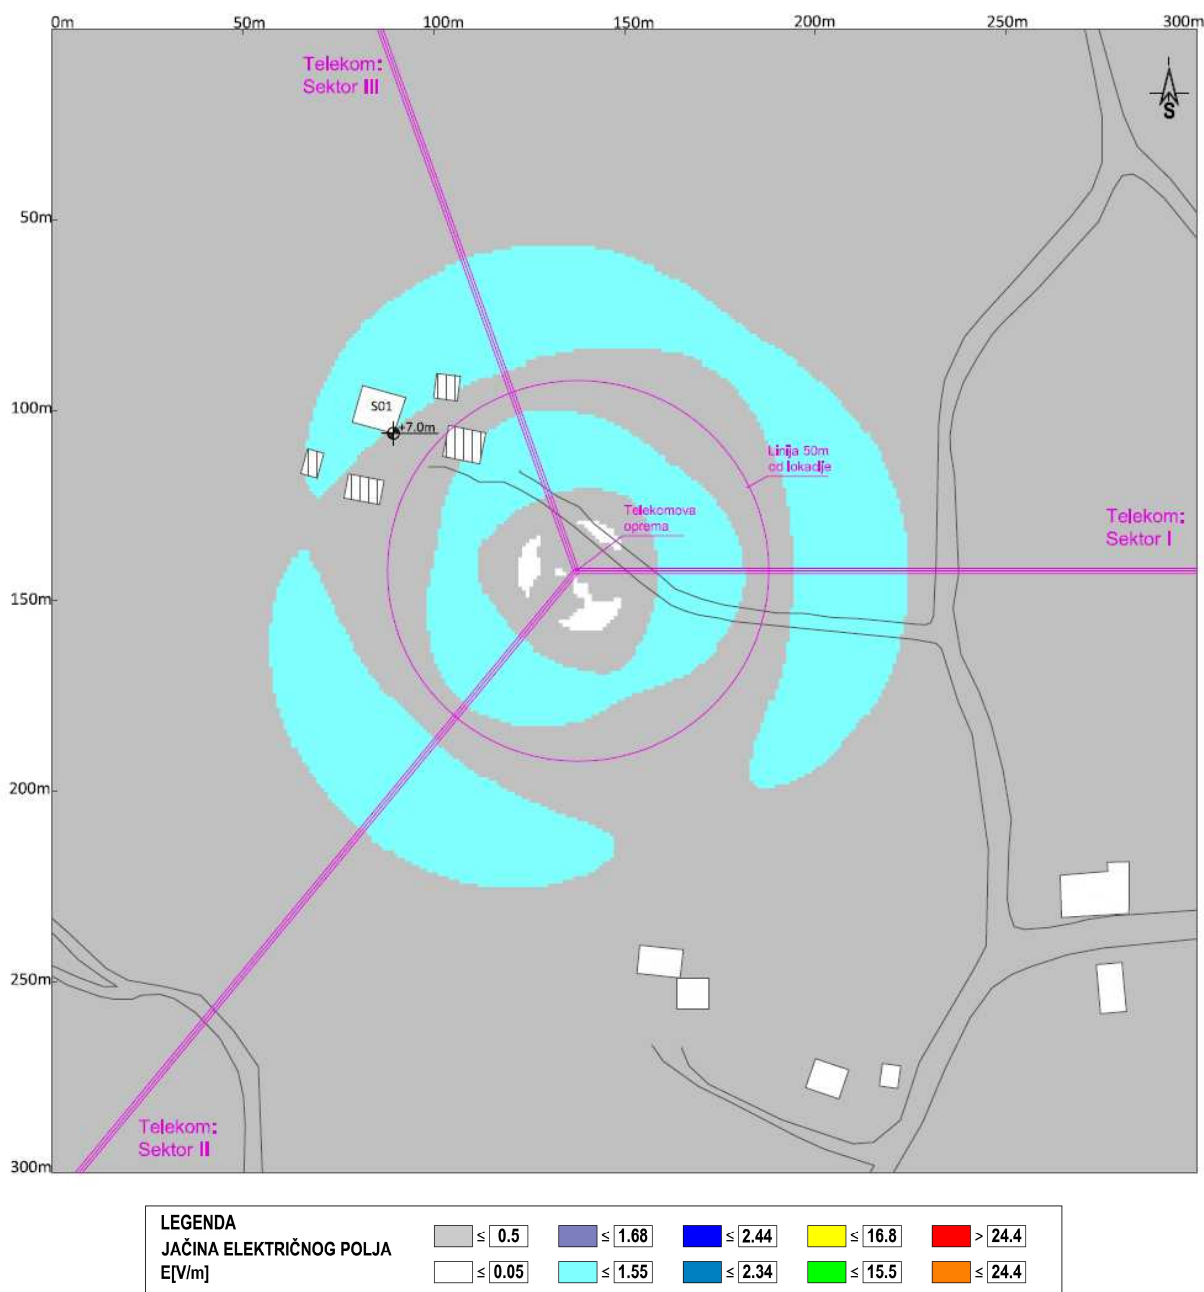 0m 50m 100m 150m 200m 250m 300m
Telekom:
Sektor III
S
50m
100m
S01
+7.0m
Linija 50m
od lokacije
Telekomova
oprema
Telekom:
Sektor I
150m
200m
250m
Telekom:
Sektor II
300m
LEGENDA
JAČINA ELEKTRIČNOG POLJA
E[V/m]
≤ 0.5 ≤ 1.68 ≤ 2.44 ≤ 16.8 > 24.4
≤ 0.05 ≤ 1.55 ≤ 2.34 ≤ 15.5 ≤ 24.4